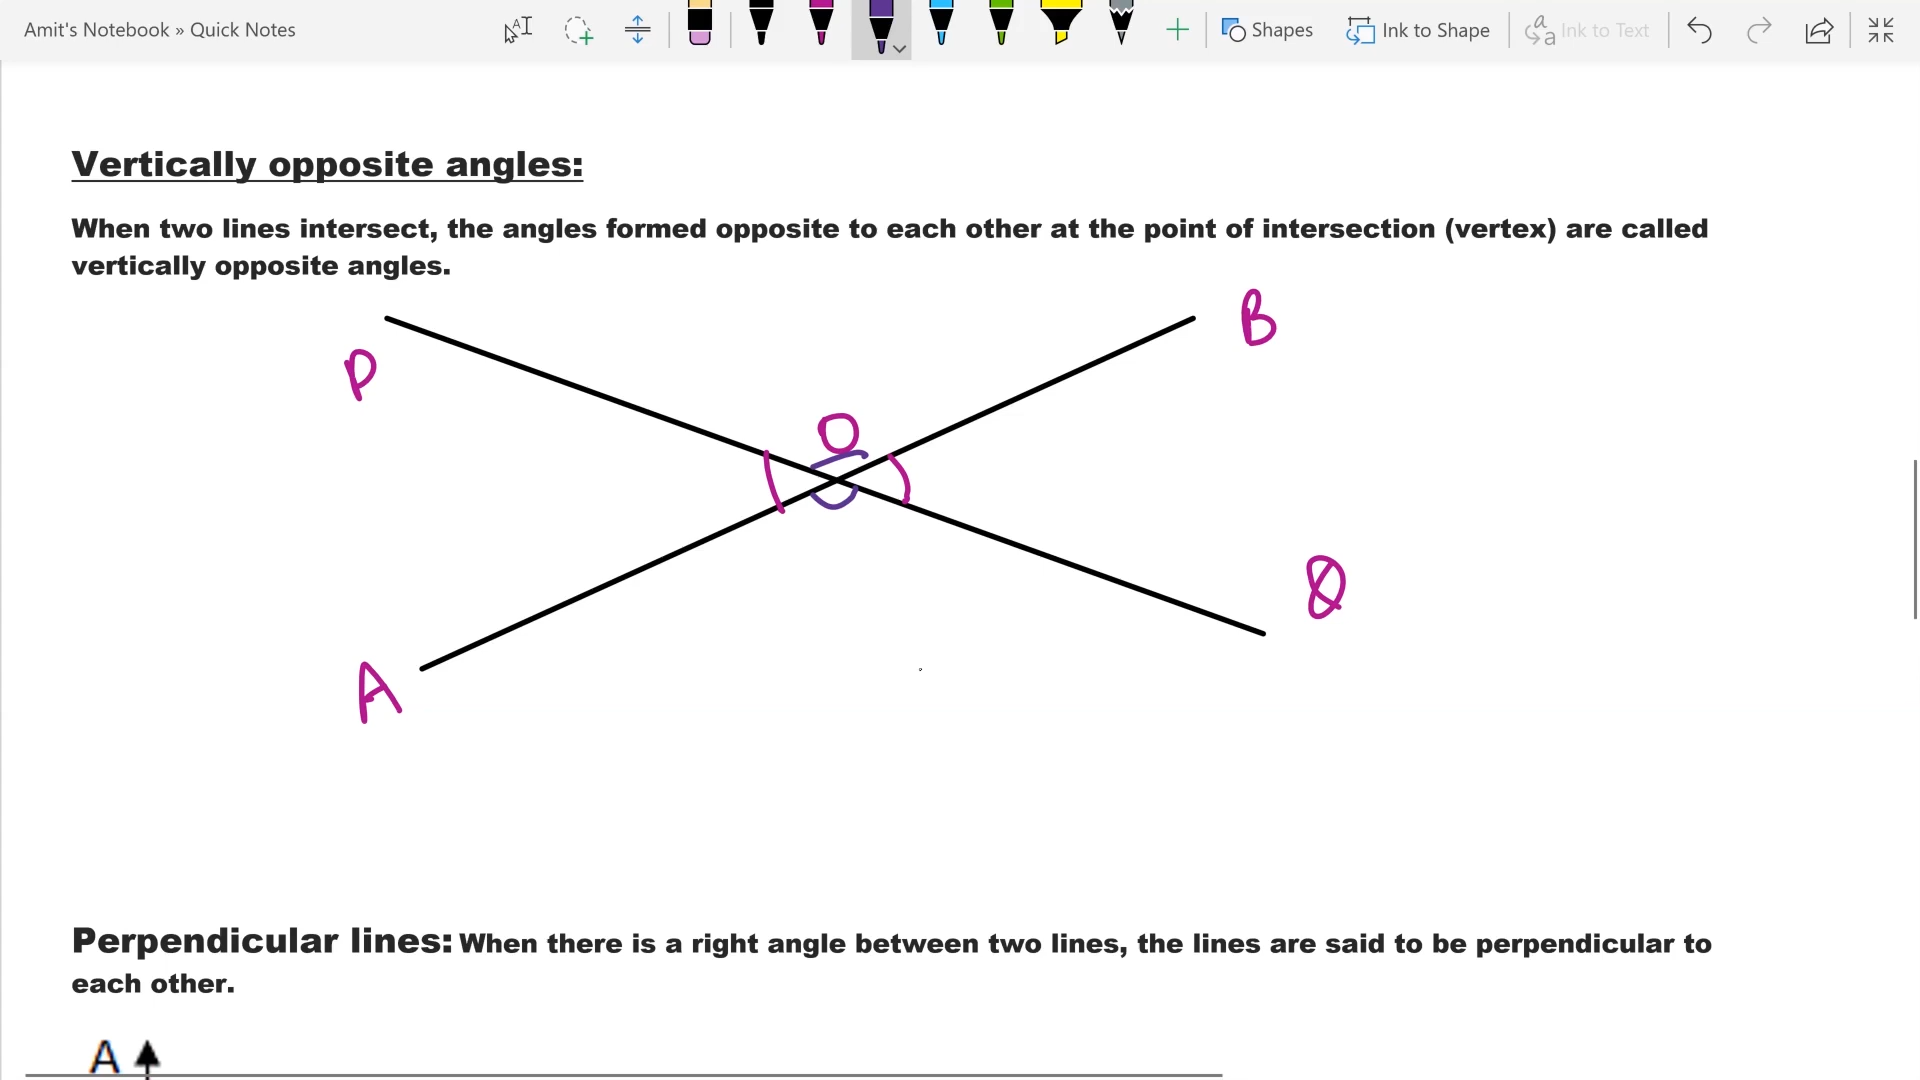 Amit's Notebook » Quick Notes
Shapes
Ink to Shape
Ink to Text
Vertically opposite angles:
When two lines intersect, the angles formed opposite to each other at the point of intersection (vertex) are called
vertically opposite angles.
B
P
O
Q
A
Perpendicular lines: When there is a right angle between two lines, the lines are said to be perpendicular to
each other.
A